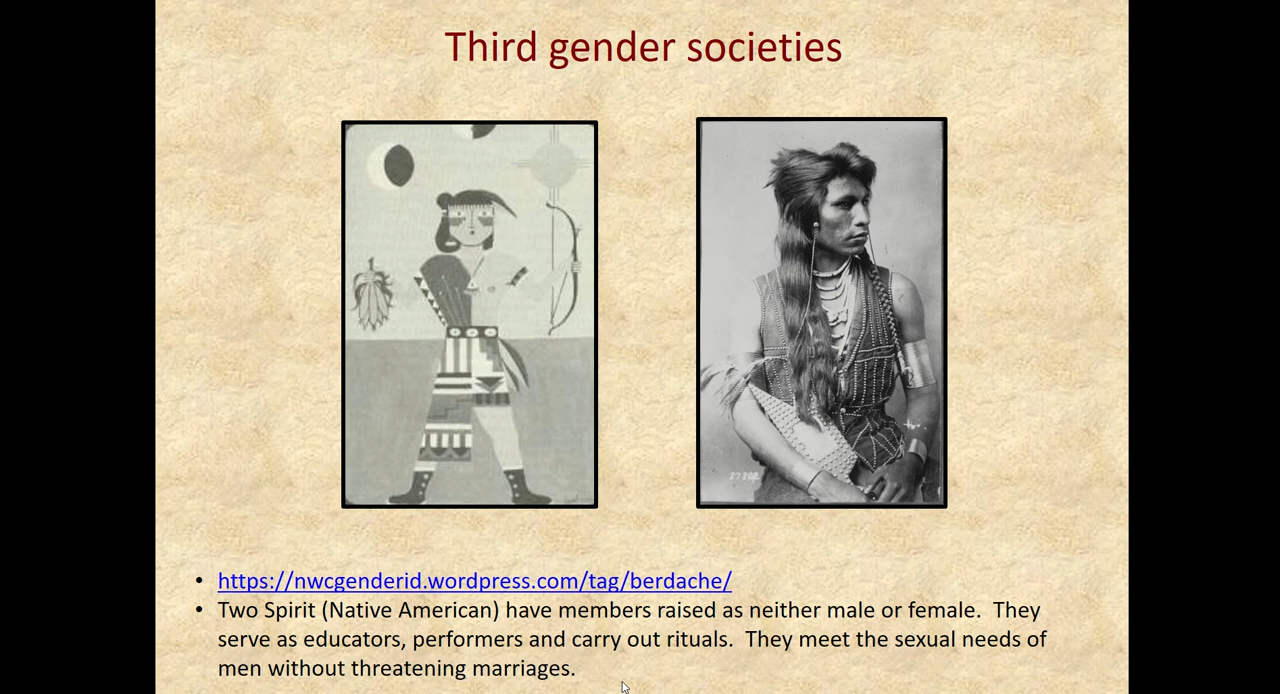 Third gender societies
https://nwcgenderid.wordpress.com/tag/berdache/
Two Spirit (Native American) have members raised as neither male or female. They
serve as educators, performers and carry out rituals. They meet the sexual needs of
men without threatening marriages.